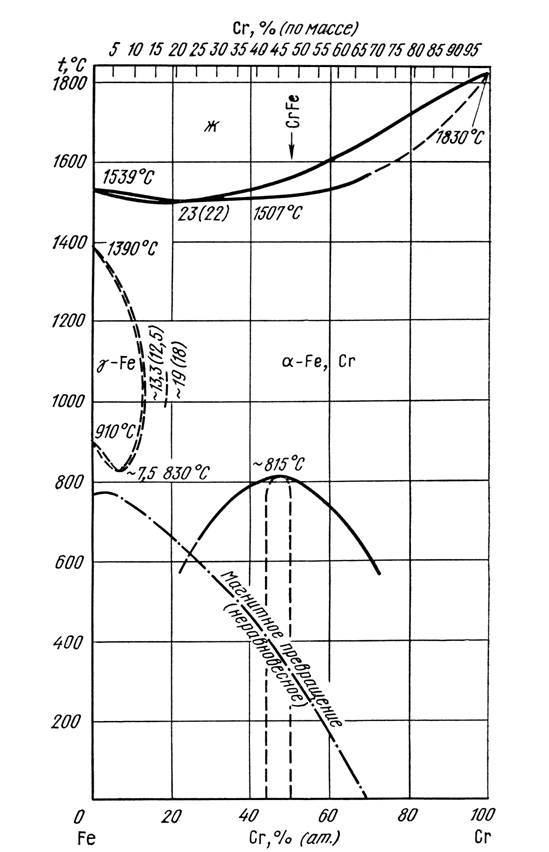 Cr, % (по массе)
5 10 15 20 25 30 35 40 45 50 55 60 65 70 75 80 85 90 95
t, °C
1800
Ж
CrFe
1830 °C
1600
1539 °C
23 (22)
1507 °C
1400
1390 °C
1200
γ-Fe
~13,3 (12,5)
~19 (18)
α-Fe, Cr
1000
910 °C
~7,5 830 °C
~815 °C
800
600
Магнитное превращение
(неравновесное)
400
200
0 20 40 60 80 100
Fe Cr, % (ат.) Cr